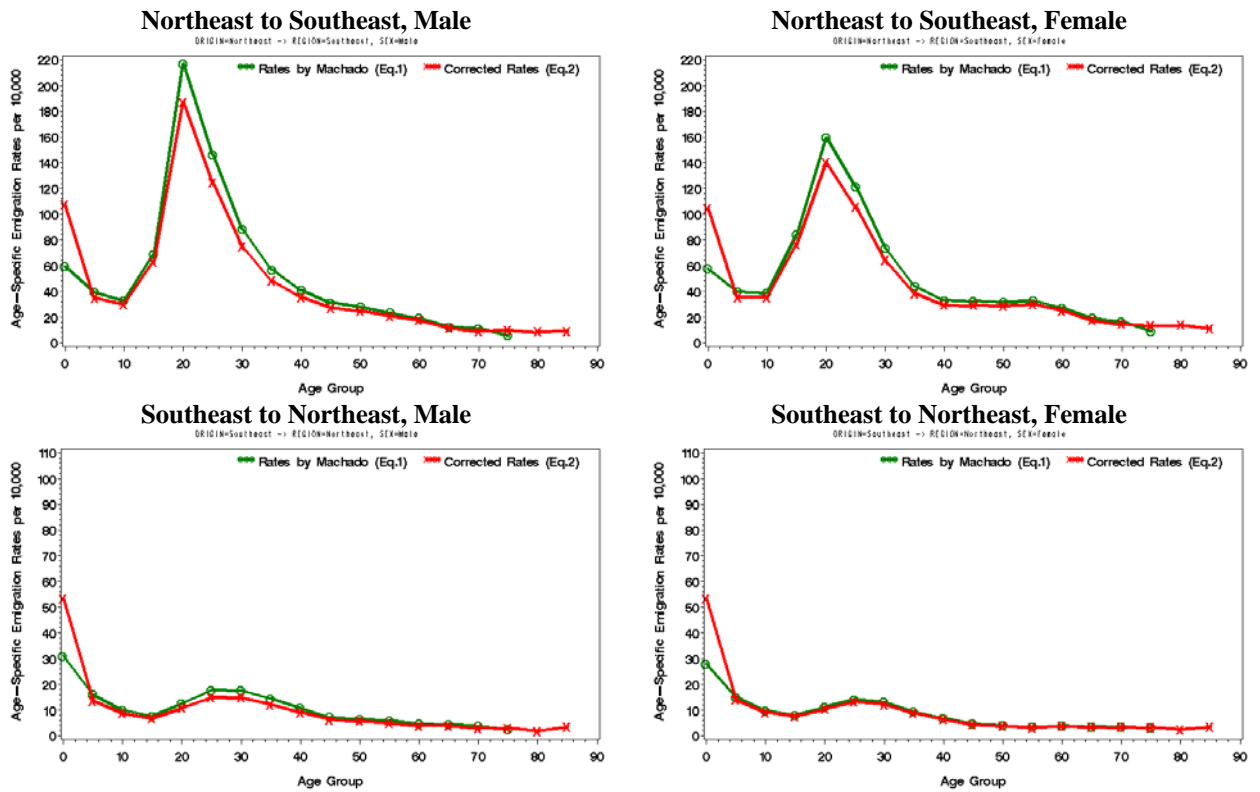 Northeast to Southeast, Male
ORIGIN=Northeast -> REGION=Southeast, SEX=Male
Rates by Machado (Eq.1) Corrected Rates (Eq.2)
Age-Specific Emigration Rates per 10,000
220
200
180
160
140
120
100
80
60
40
20
0
0 10 20 30 40 50 60 70 80 90
Age Group
Northeast to Southeast, Female
ORIGIN=Northeast -> REGION=Southeast, SEX=Female
Rates by Machado (Eq.1) Corrected Rates (Eq.2)
Age-Specific Emigration Rates per 10,000
220
200
180
160
140
120
100
80
60
40
20
0
0 10 20 30 40 50 60 70 80 90
Age Group
Southeast to Northeast, Male
ORIGIN=Southeast -> REGION=Northeast, SEX=Male
Rates by Machado (Eq.1) Corrected Rates (Eq.2)
Age-Specific Emigration Rates per 10,000
110
100
90
80
70
60
50
40
30
20
10
0
0 10 20 30 40 50 60 70 80 90
Age Group
Southeast to Northeast, Female
ORIGIN=Southeast -> REGION=Northeast, SEX=Female
Rates by Machado (Eq.1) Corrected Rates (Eq.2)
Age-Specific Emigration Rates per 10,000
110
100
90
80
70
60
50
40
30
20
10
0
0 10 20 30 40 50 60 70 80 90
Age Group